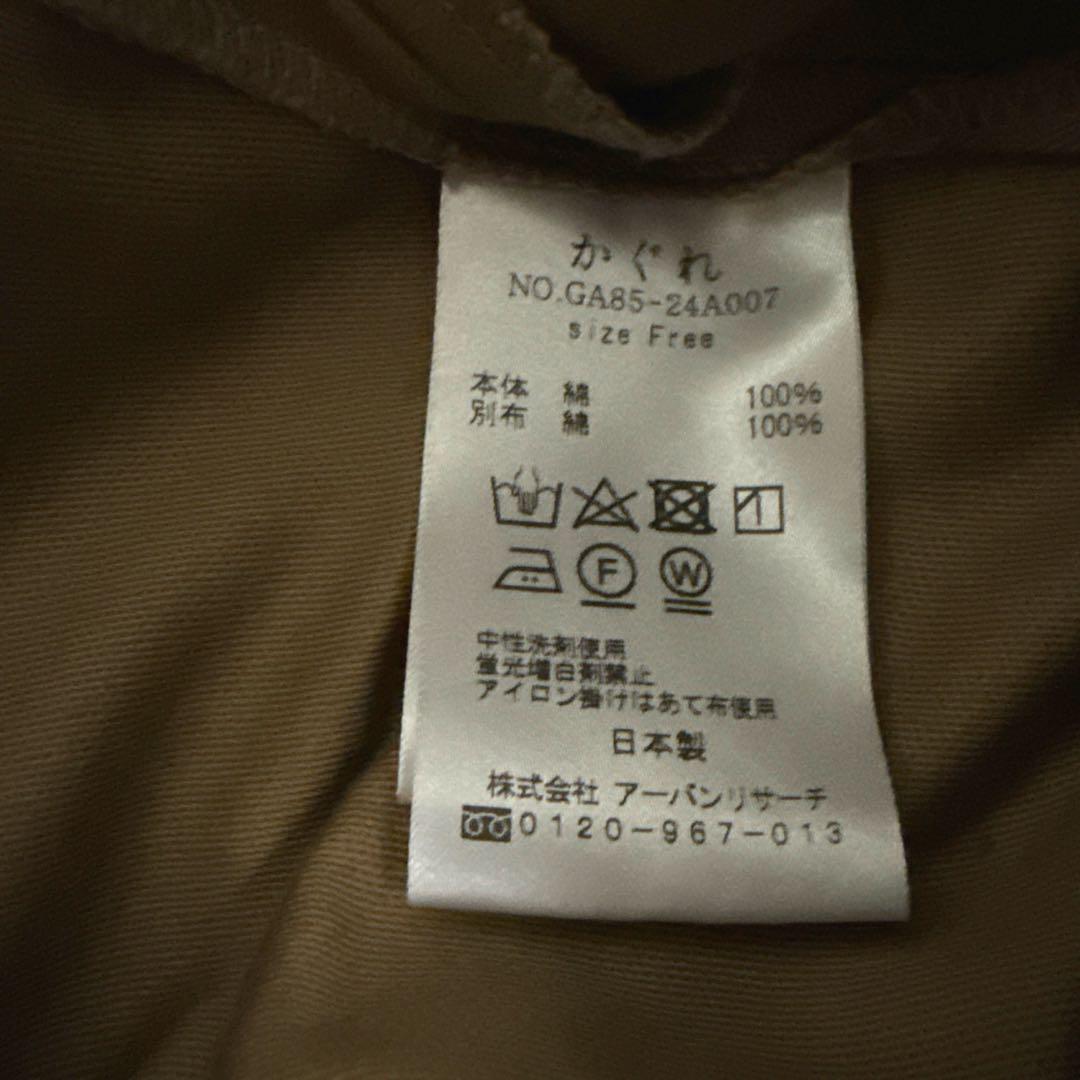 かぐれ
NO.GA85-24A007
size Free
本体 綿 100%
別布 綿 100%
F W
中性洗剤使用
蛍光増白剤禁止
アイロン掛けはあて布使用
日本製
株式会社 アーバンリサーチ
0120-967-013